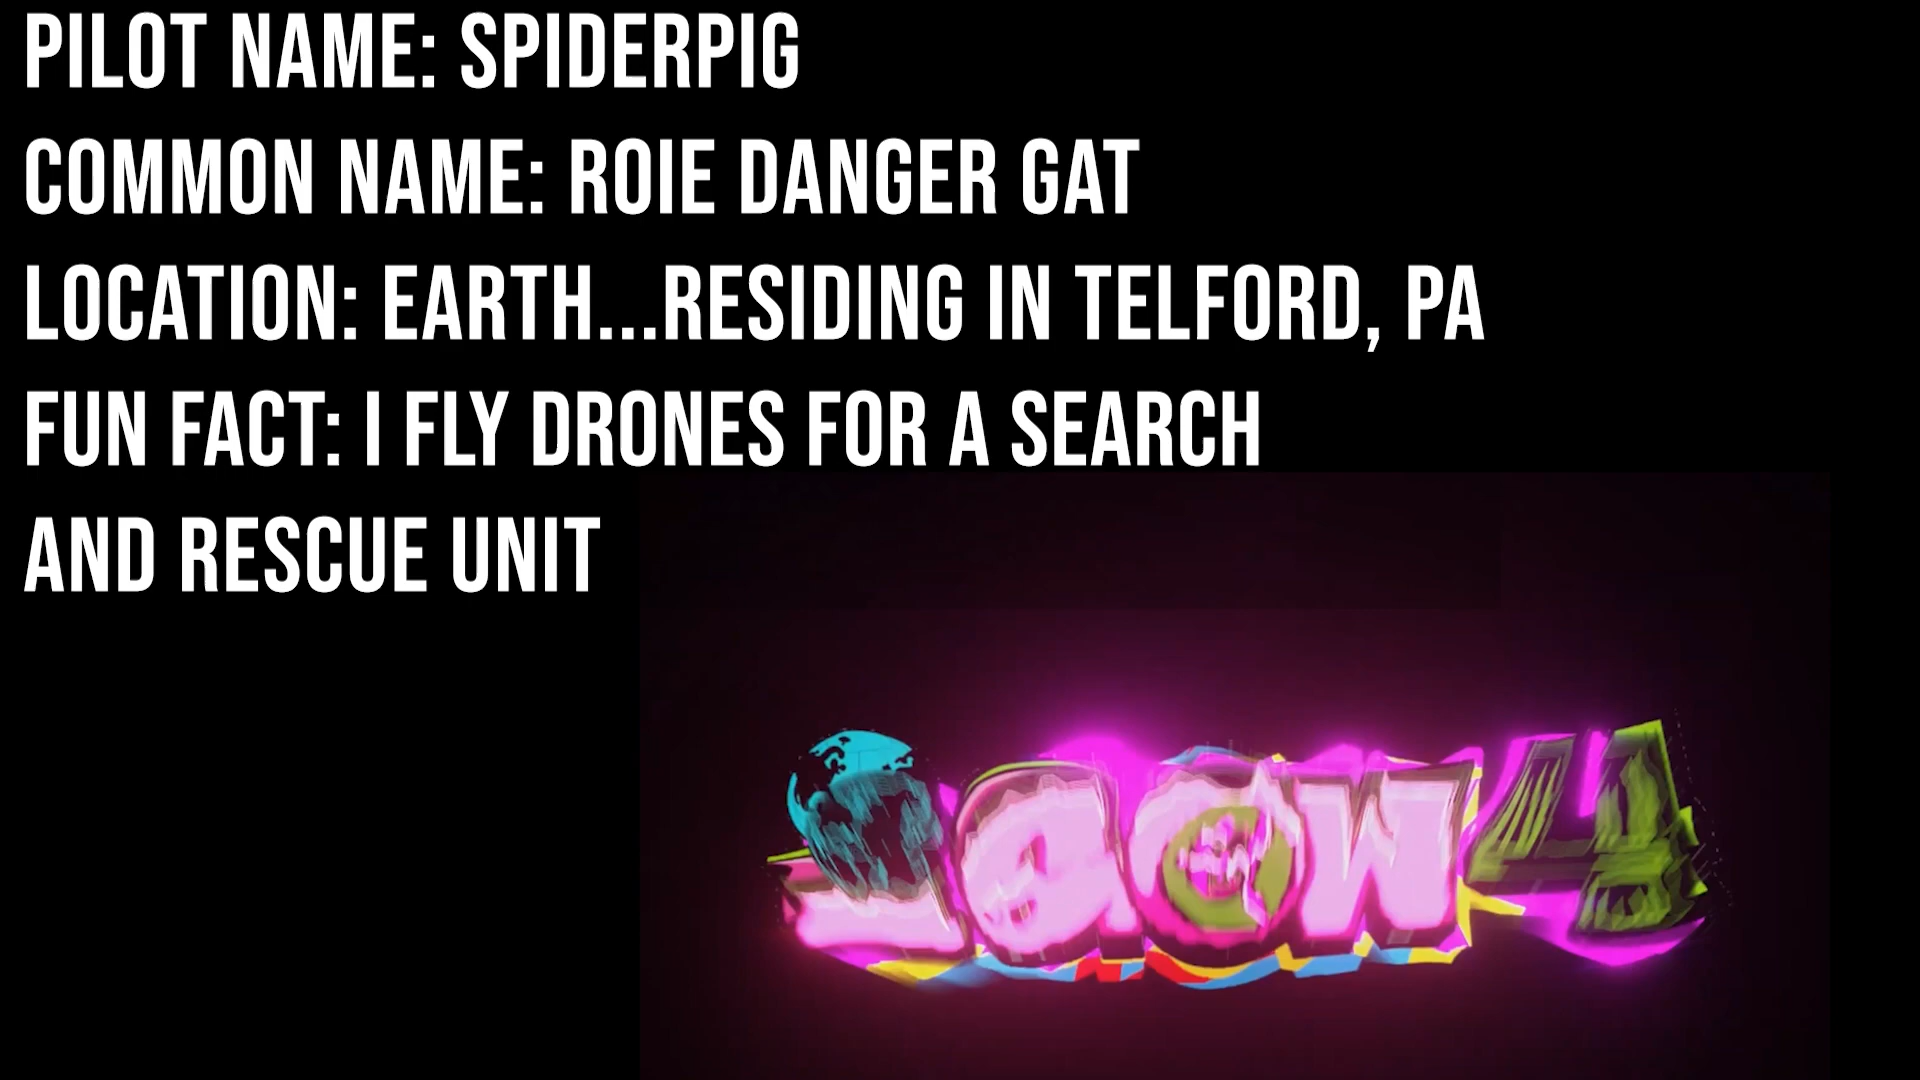 PILOT NAME: SPIDERPIG
COMMON NAME: ROIE DANGER GAT
LOCATION: EARTH...RESIDING IN TELFORD, PA
FUN FACT: I FLY DRONES FOR A SEARCH
AND RESCUE UNIT